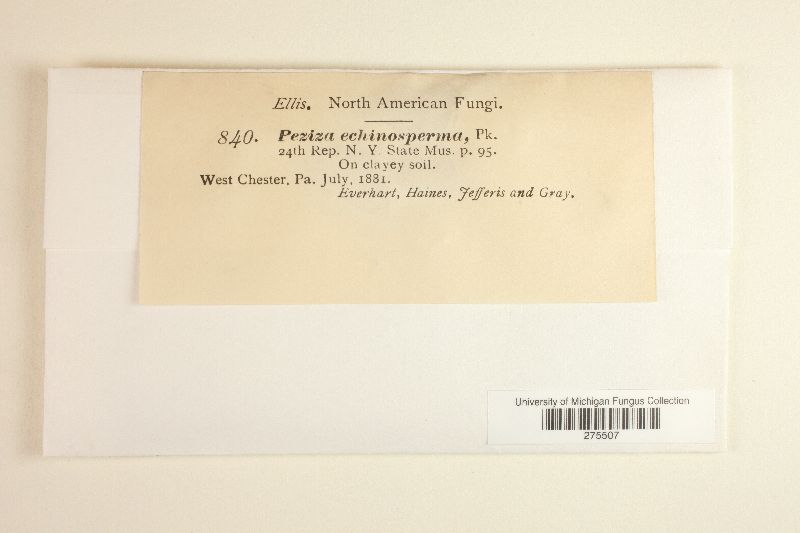 Ellis. North American Fungi.
840. Peziza echinosperma, Pk.
24th Rep. N. Y. State Mus. p. 95.
On clayey soil.
West Chester, Pa. July, 1881.
Everhart, Haines, Jefferis and Gray.
University of Michigan Fungus Collection
275507